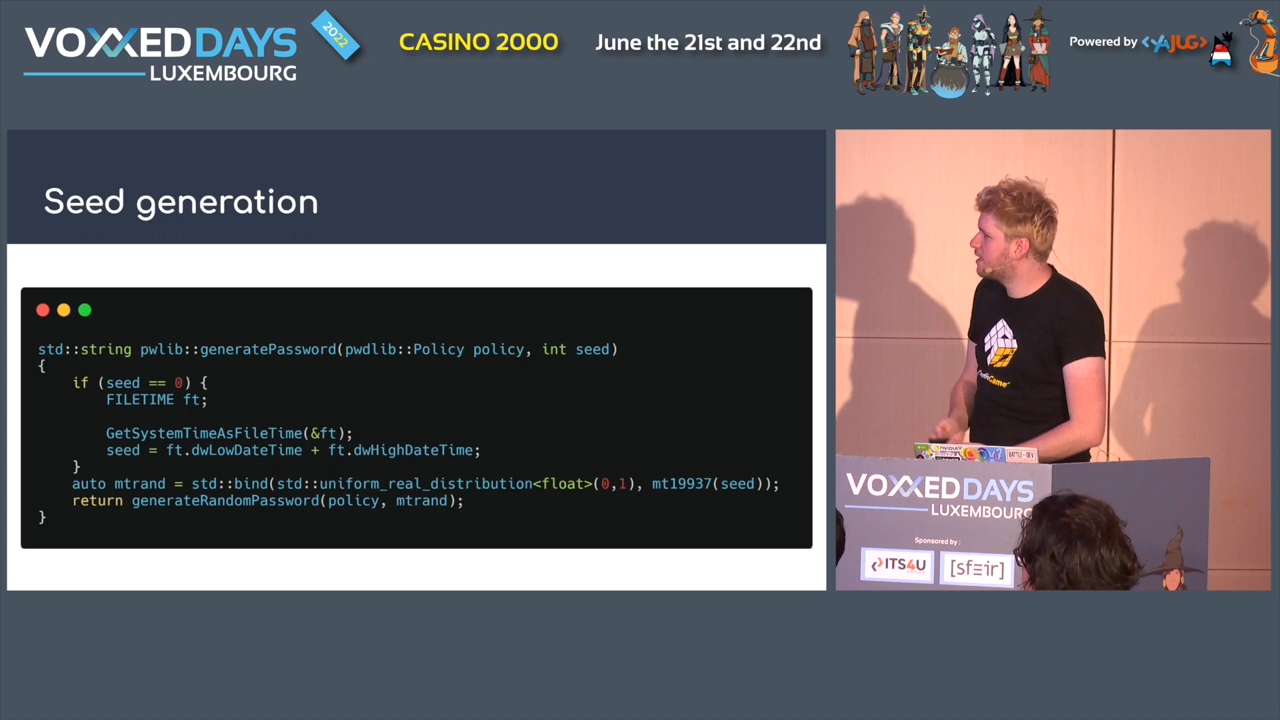 VOXXED DAYS
LUXEMBOURG
2022
CASINO 2000
June the 21st and 22nd
Powered by <YAJUG>
Seed generation
std::string pwlib::generatePassword(pwdlib::Policy policy, int seed)
{
    if (seed == 0) {
        FILETIME ft;
        GetSystemTimeAsFileTime(&ft);
        seed = ft.dwLowDateTime + ft.dwHighDateTime;
    }
    auto mtrand = std::bind(std::uniform_real_distribution<float>(0,1), mt19937(seed));
    return generateRandomPassword(policy, mtrand);
}
VOXXED DAYS
LUXEMBOURG
Sponsored by :
ITS4U
[sfeir]